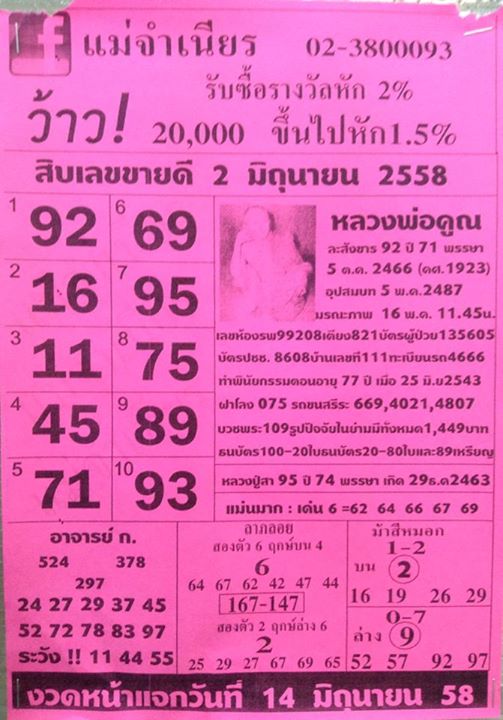 f แม่จำเนียร 02-3800093
รับซื้อรางวัลหัก 2%
ว้าว! 20,000 ขึ้นไปหัก1.5%
สิบเลขขายดี 2 มิถุนายน 2558
1 92 6 69
2 16 7 95
3 11 8 75
4 45 9 89
5 71 10 93
หลวงพ่อคูณ
ละสังขาร 92 ปี 71 พรรษา
5 ต.ค. 2466 (คศ.1923)
อุปสมบท 5 พ.ค.2487
มรณะภาพ 16 พ.ค. 11.45น.
เลขห้องรพ99208เตียง821บัตรผู้ป่วย135605
บัตรปชช. 8608บ้านเลขที่111ทะเบียนรถ4666
ทำพินัยกรรมตอนอายุ 77 ปี เมื่อ 25 มิ.ย2543
ฝาโลง 075 รถขนสรีระ 669,4021,4807
บวชพระ109รูปปัจจัยในย่ามมีทั้งหมด1,449บาท
ธนบัตร100-20ใบธนบัตร20-80ใบและ89เหรียญ
หลวงปู่สา 95 ปี 74 พรรษา เกิด 29ธ.ค2463
แม่นมาก : เด่น 6 =62 64 66 67 69
อาจารย์ ก.
524 378
297
24 27 29 37 45
52 72 78 83 97
ระวัง !! 11 44 55
ลาภลอย
สองตัว 6 ฤกษ์บน 4
6
64 67 62 42 47 44
167-147
สองตัว 2 ฤกษ์ล่าง 6
2
25 29 27 67 69 65
ม้าสีหมอก
1-2
บน 2
16 19 26 29
0-7
ล่าง 9
52 57 92 97
งวดหน้าแจกวันที่ 14 มิถุนายน 58